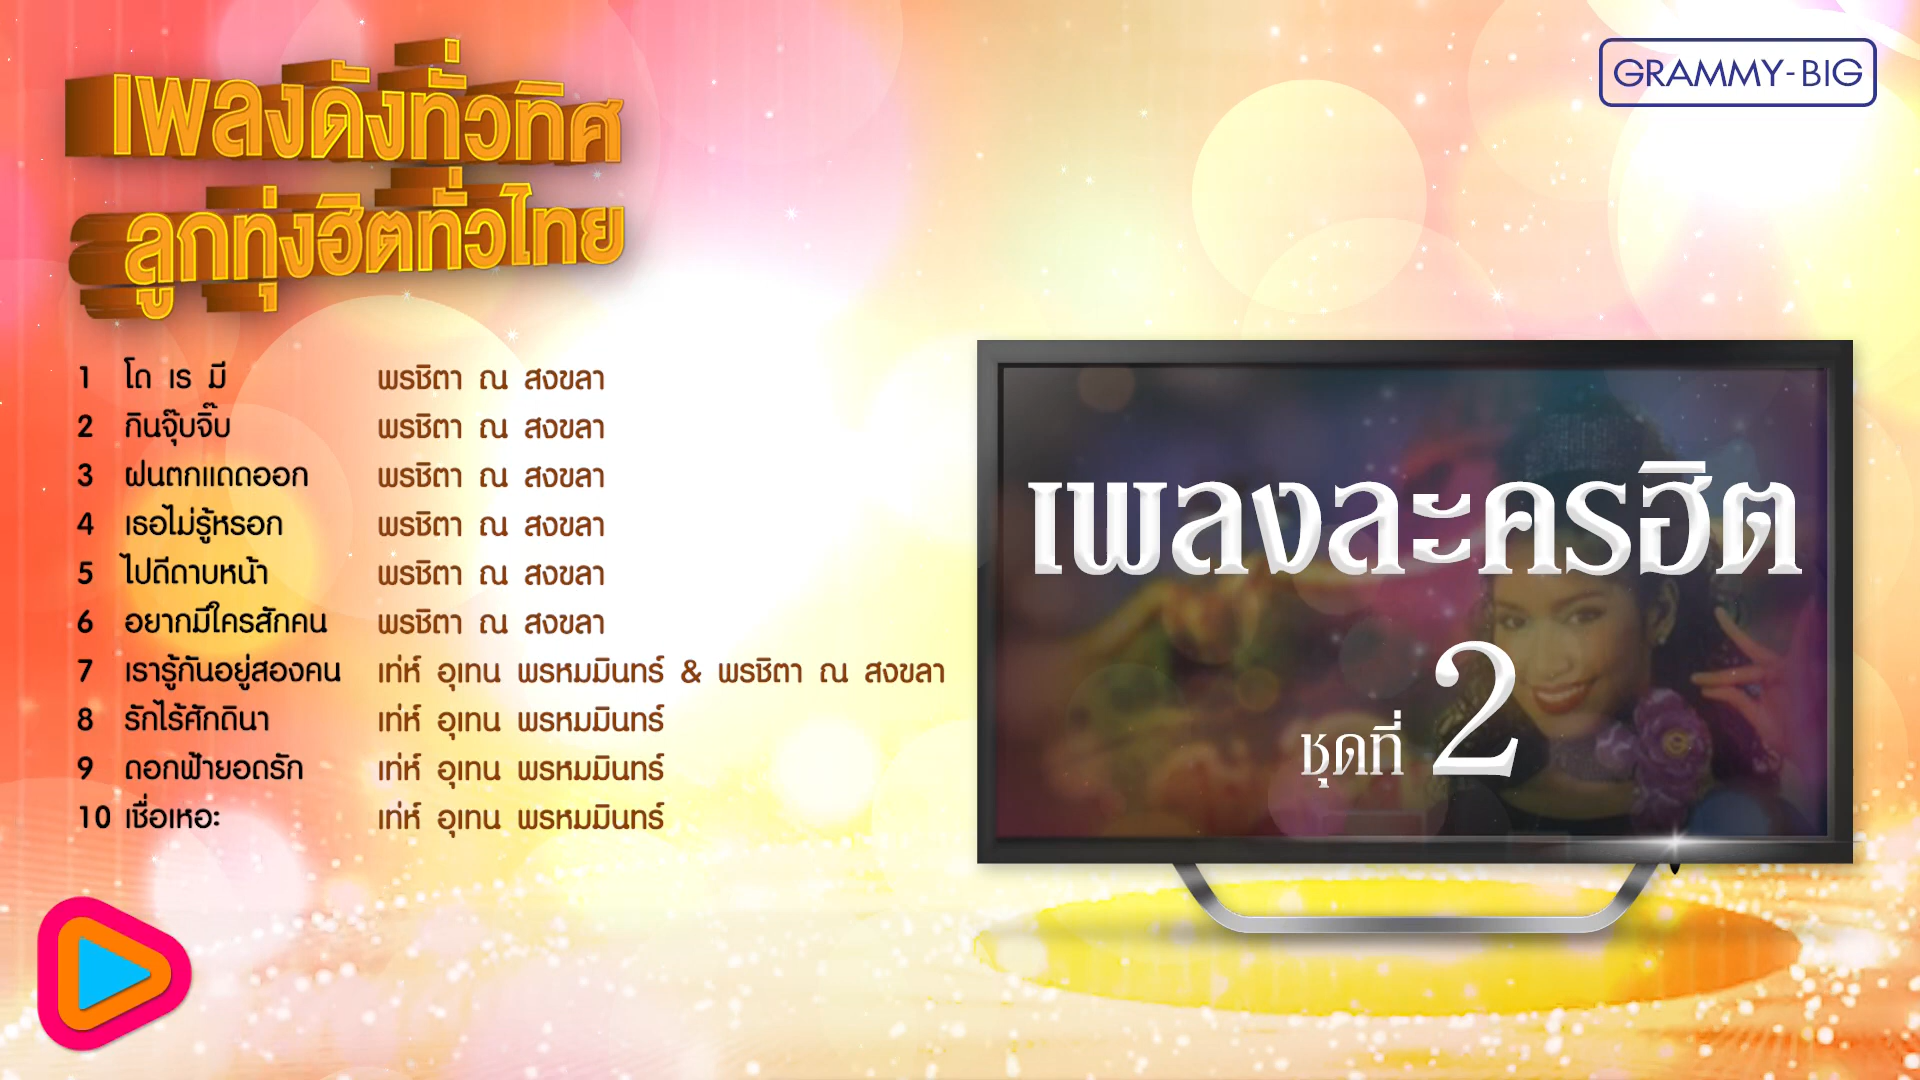 เพลงดังทั่วทิศ
ลูกทุ่งฮิตทั่วไทย
GRAMMY-BIG
1 โด เร มี พรชิตา ณ สงขลา
2 กินจุ๊บจิ๊บ พรชิตา ณ สงขลา
3 ฝนตกแดดออก พรชิตา ณ สงขลา
4 เธอไม่รู้หรอก พรชิตา ณ สงขลา
5 ไปตีดาบหน้า พรชิตา ณ สงขลา
6 อยากมีใครสักคน พรชิตา ณ สงขลา
7 เรารู้กันอยู่สองคน เท่ห์ อุเทน พรหมมินทร์ & พรชิตา ณ สงขลา
8 รักไร้ศักดินา เท่ห์ อุเทน พรหมมินทร์
9 ดอกฟ้ายอดรัก เท่ห์ อุเทน พรหมมินทร์
10 เชื่อเหอะ เท่ห์ อุเทน พรหมมินทร์
เพลงละครฮิต
ชุดที่ 2